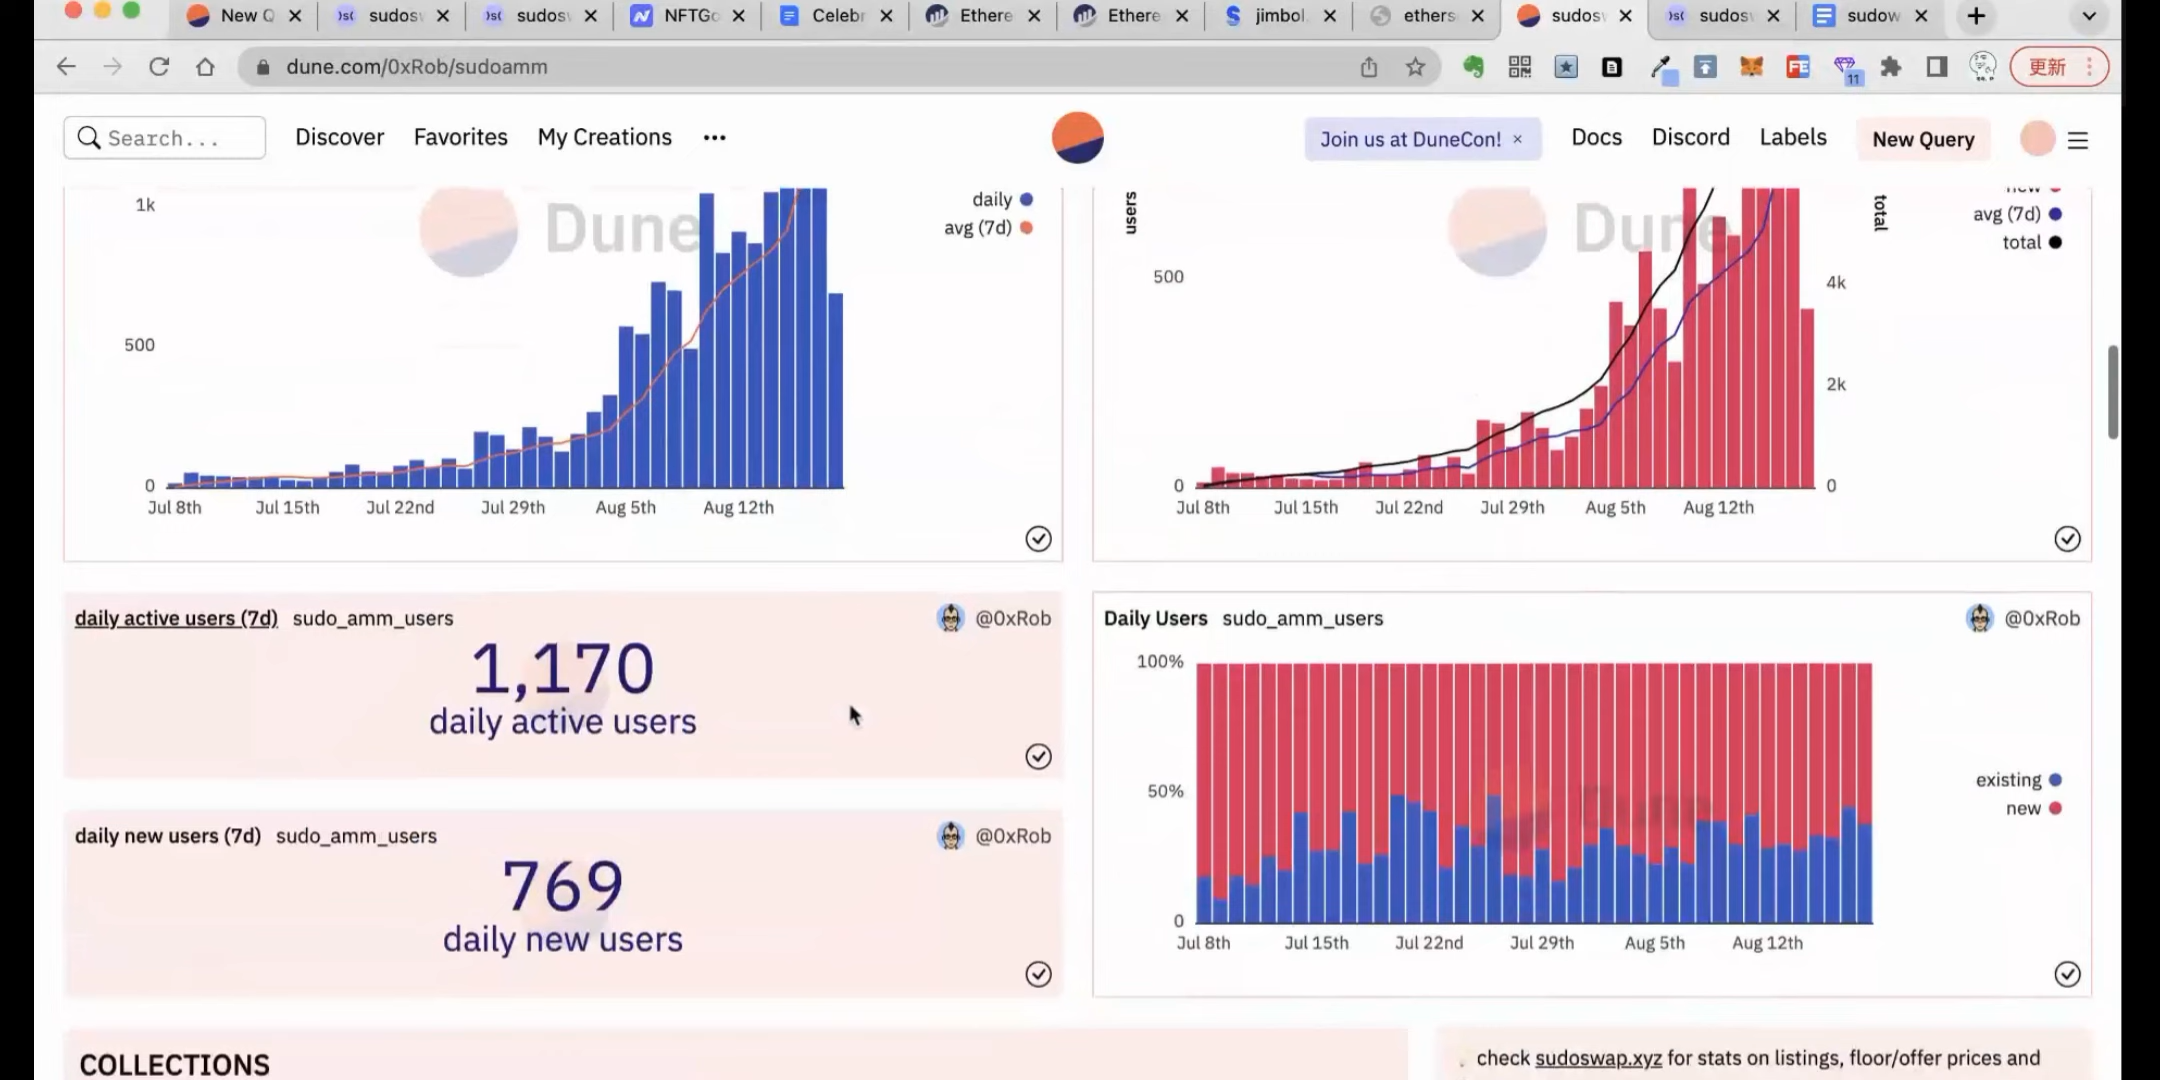 New Q
sudos
sudos
NFTGo
Celebr
Ethere
Ethere
jimbol.
ethers
sudos
sudos
sudow
dune.com/0xRob/sudoamm
FE
11
更新
Search...
Discover
Favorites
My Creations
Join us at DuneCon! ×
Docs
Discord
Labels
New Query
1k
500
0
Jul 8th
Jul 15th
Jul 22nd
Jul 29th
Aug 5th
Aug 12th
Dune
daily
avg (7d)
users
500
0
Jul 8th
Jul 15th
Jul 22nd
Jul 29th
Aug 5th
Aug 12th
Dune
total
4k
2k
0
new
avg (7d)
total
daily active users (7d) sudo_amm_users
@0xRob
1,170
daily active users
Daily Users sudo_amm_users
@0xRob
100%
50%
0
Jul 8th
Jul 15th
Jul 22nd
Jul 29th
Aug 5th
Aug 12th
Dune
existing
new
daily new users (7d) sudo_amm_users
@0xRob
769
daily new users
COLLECTIONS
check sudoswap.xyz for stats on listings, floor/offer prices and